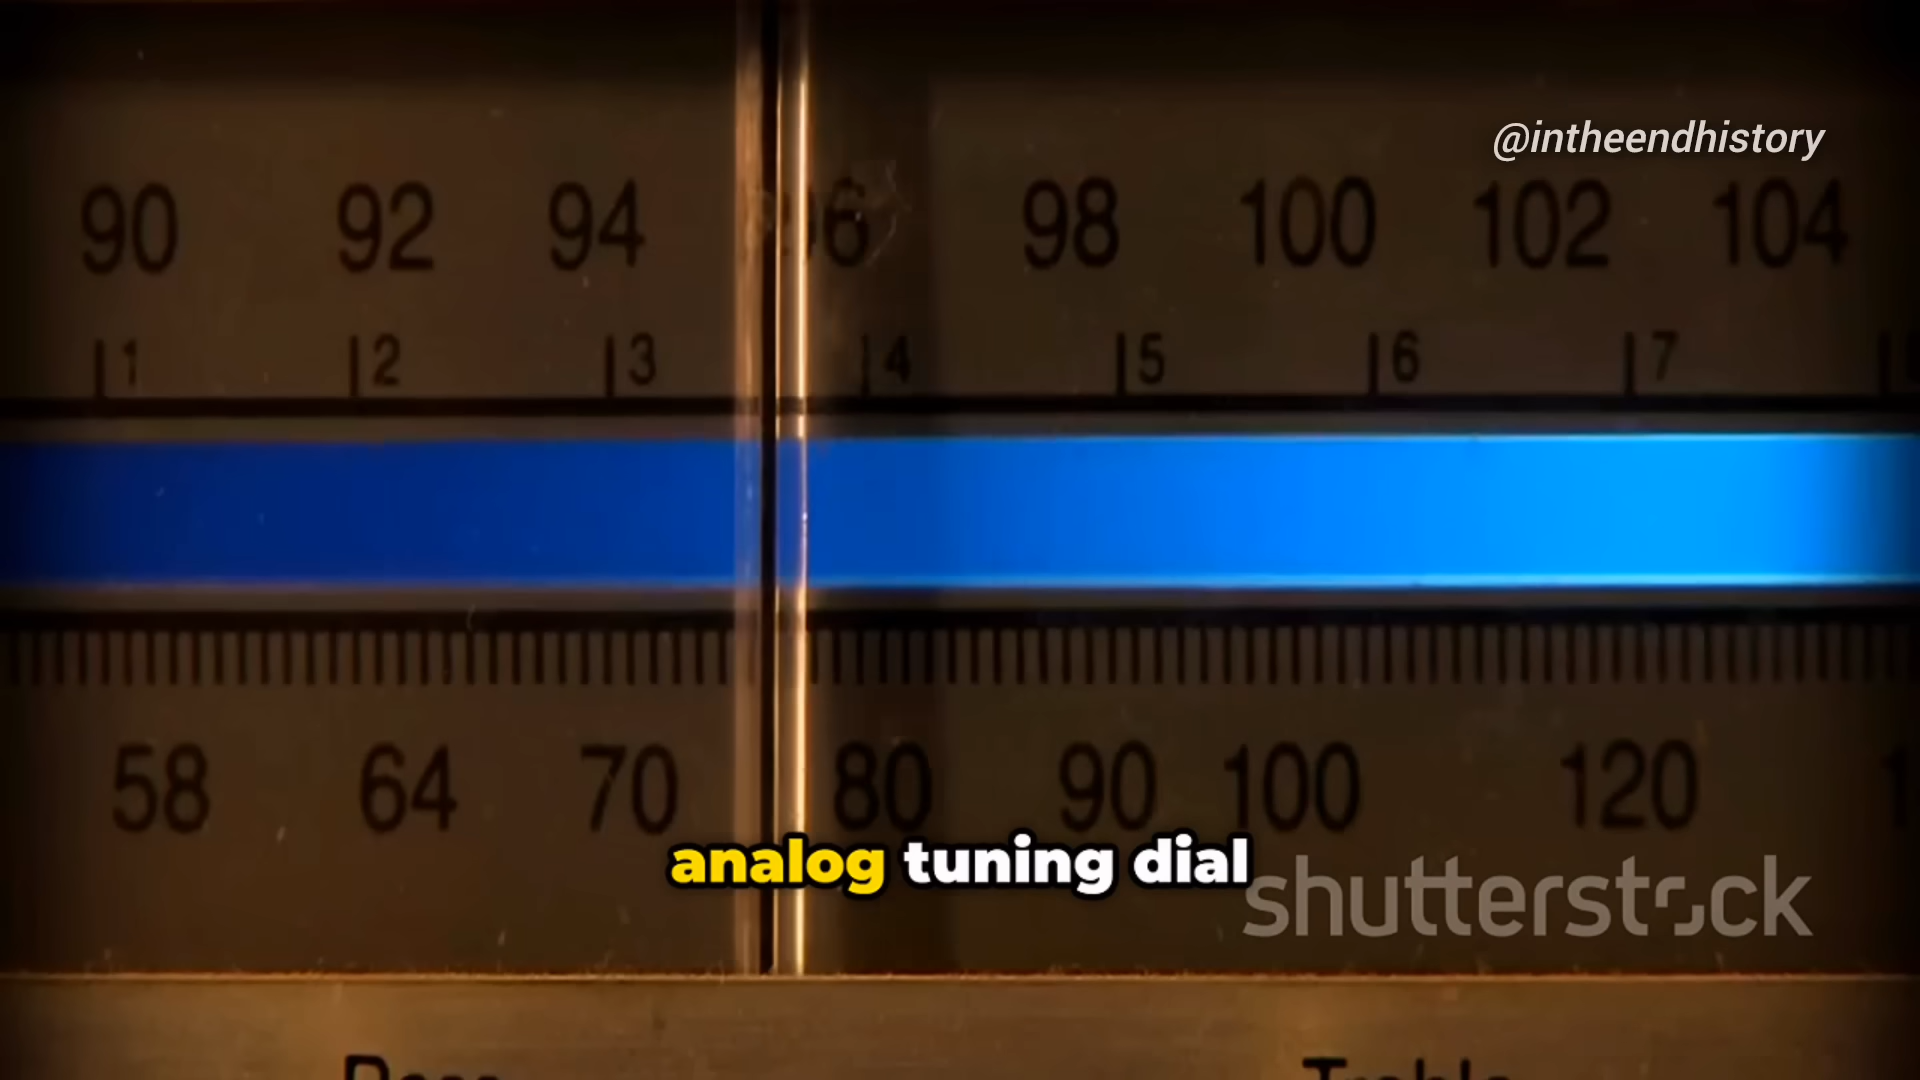 @intheendhistory
90 92 94 96 98 100 102 104
1 2 3 4 5 6 7
58 64 70 80 90 100 120
analog tuning dial
shutterstock